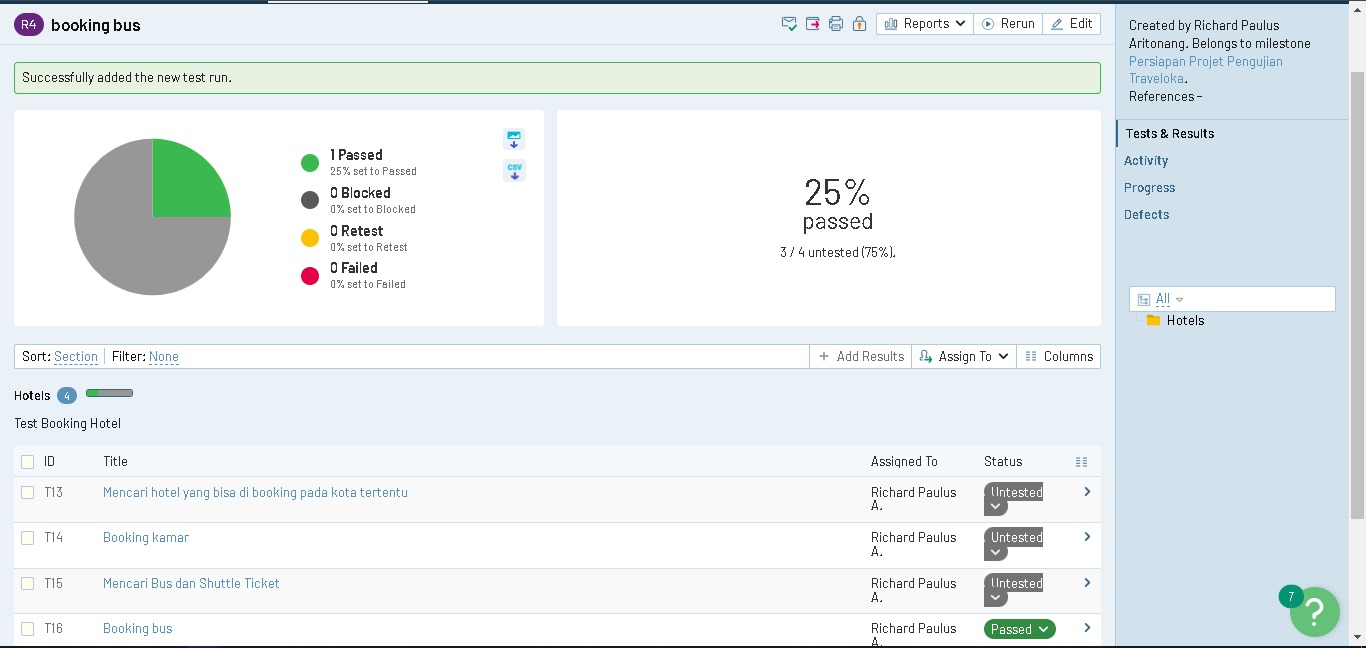 R4 booking bus
Reports Rerun Edit
Successfully added the new test run.
1 Passed
25% set to Passed
0 Blocked
0% set to Blocked
0 Retest
0% set to Retest
0 Failed
0% set to Failed
CSV
25%
passed
3 / 4 untested (75%).
Sort: Section Filter: None
+ Add Results Assign To Columns
Hotels 4
Test Booking Hotel
ID Title Assigned To Status
T13 Mencari hotel yang bisa di booking pada kota tertentu Richard Paulus Untested
A.
T14 Booking kamar Richard Paulus Untested
A.
T15 Mencari Bus dan Shuttle Ticket Richard Paulus Untested
A.
T16 Booking bus Richard Paulus Passed
A.
Created by Richard Paulus
Aritonang. Belongs to milestone
Persiapan Projet Pengujian
Traveloka.
References -
Tests & Results
Activity
Progress
Defects
All
Hotels
7
?